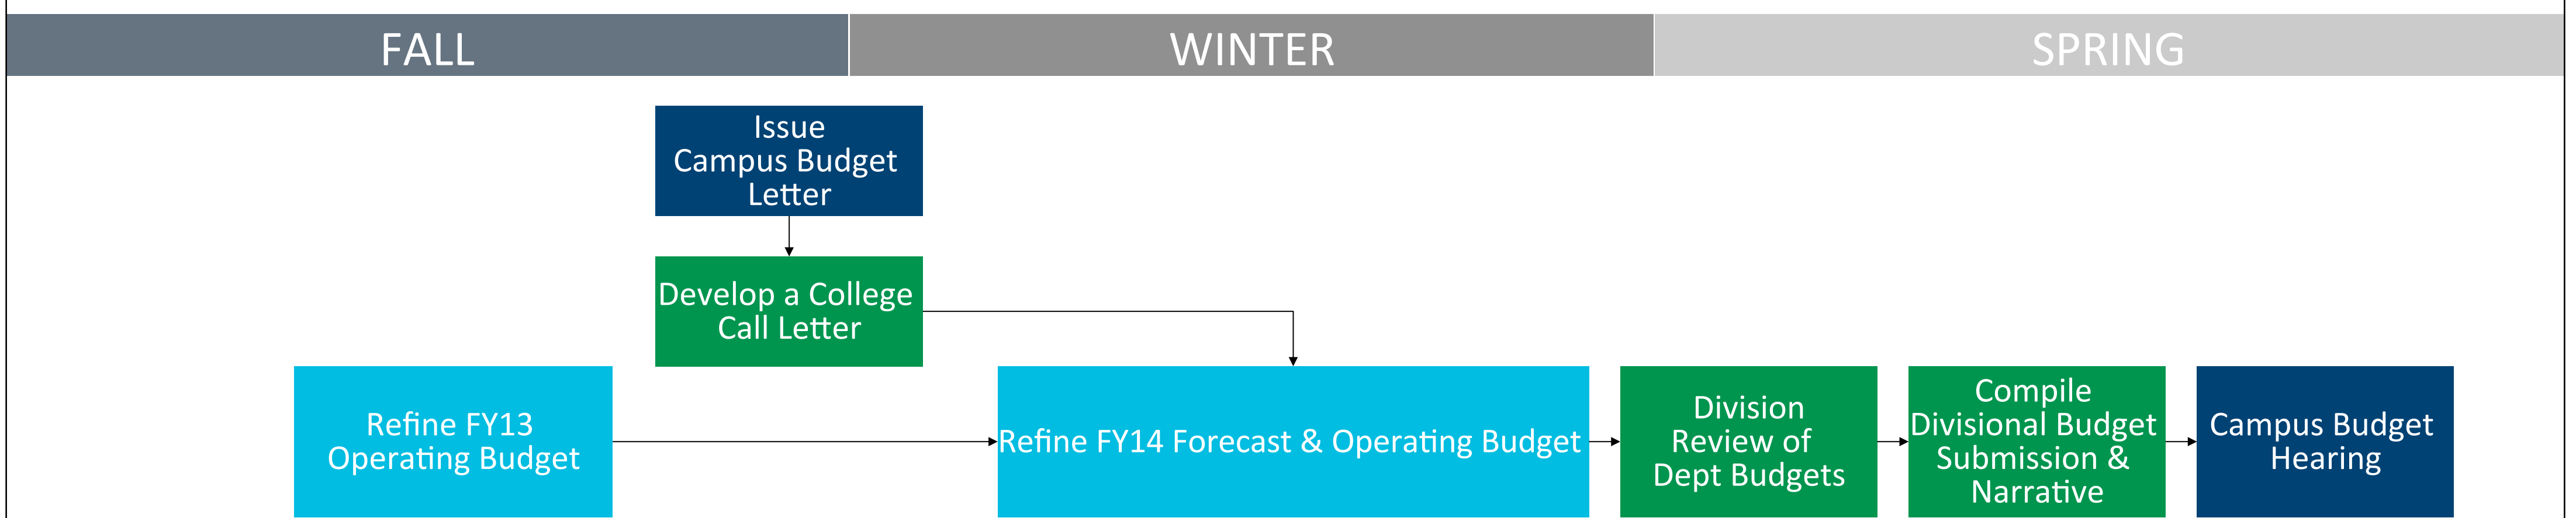 FALL
WINTER
SPRING
Issue
Campus Budget
Letter
Develop a College
Call Letter
Refine FY13
Operating Budget
Refine FY14 Forecast & Operating Budget
Division
Review of
Dept Budgets
Compile
Divisional Budget
Submission &
Narrative
Campus Budget
Hearing